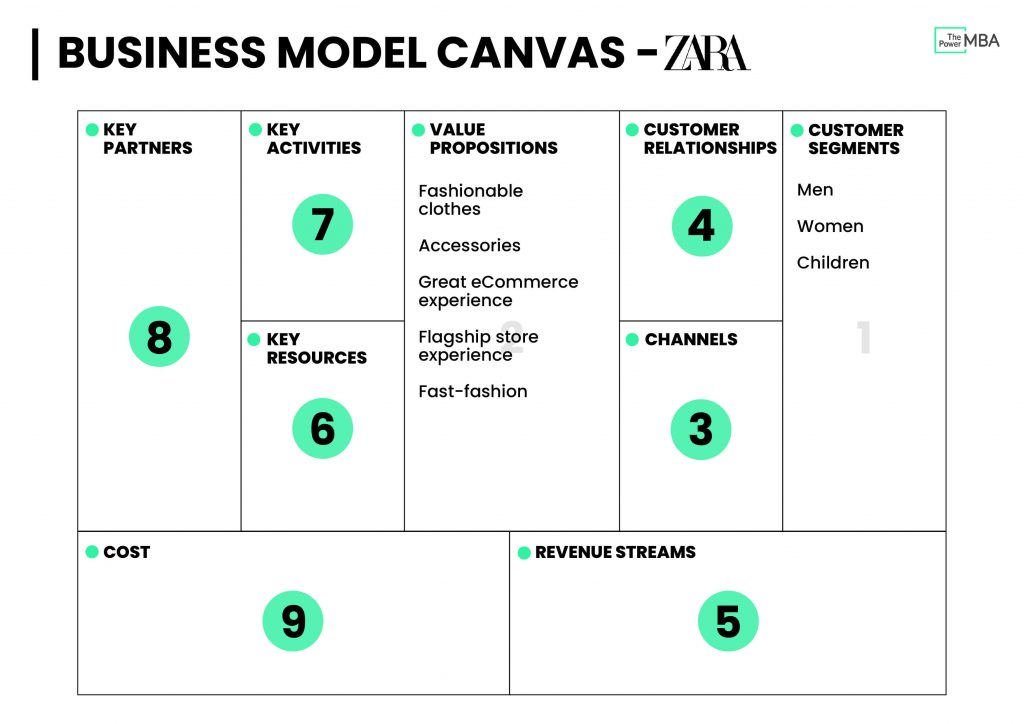 BUSINESS MODEL CANVAS - ZARA
The Power MBA
KEY
PARTNERS
8
KEY
ACTIVITIES
7
KEY
RESOURCES
6
VALUE
PROPOSITIONS
Fashionable
clothes
Accessories
Great eCommerce
experience
2
Flagship store
experience
Fast-fashion
CUSTOMER
RELATIONSHIPS
4
CHANNELS
3
CUSTOMER
SEGMENTS
Men
Women
Children
1
COST
9
REVENUE STREAMS
5